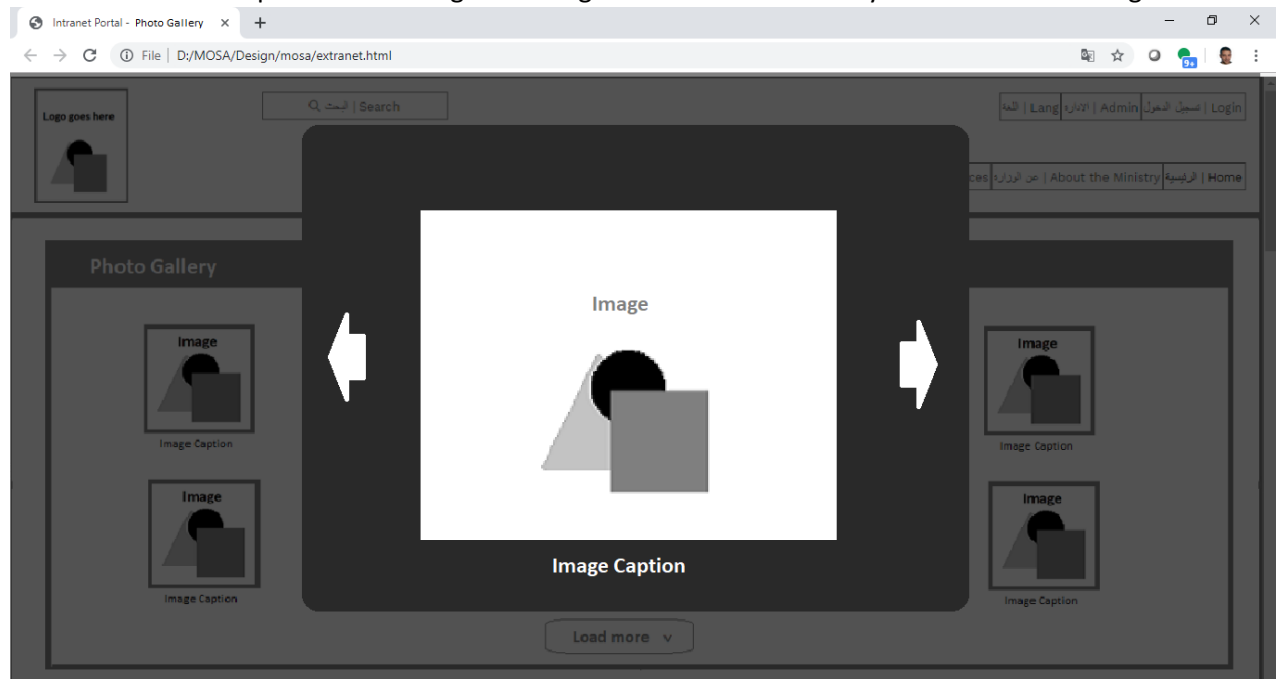 Intranet Portal - Photo Gallery
File | D:/MOSA/Design/mosa/extranet.html
9+
Logo goes here
البحث | Search
Lang | اللغة
Admin | الادارة
Login | تسجيل الدخول
ces
About the Ministry | عن الوزارة
Home | الرئيسية
Photo Gallery
Image
Image Caption
Image
Image Caption
Image
Image Caption
Image
Image Caption
Image
Image Caption
Load more v